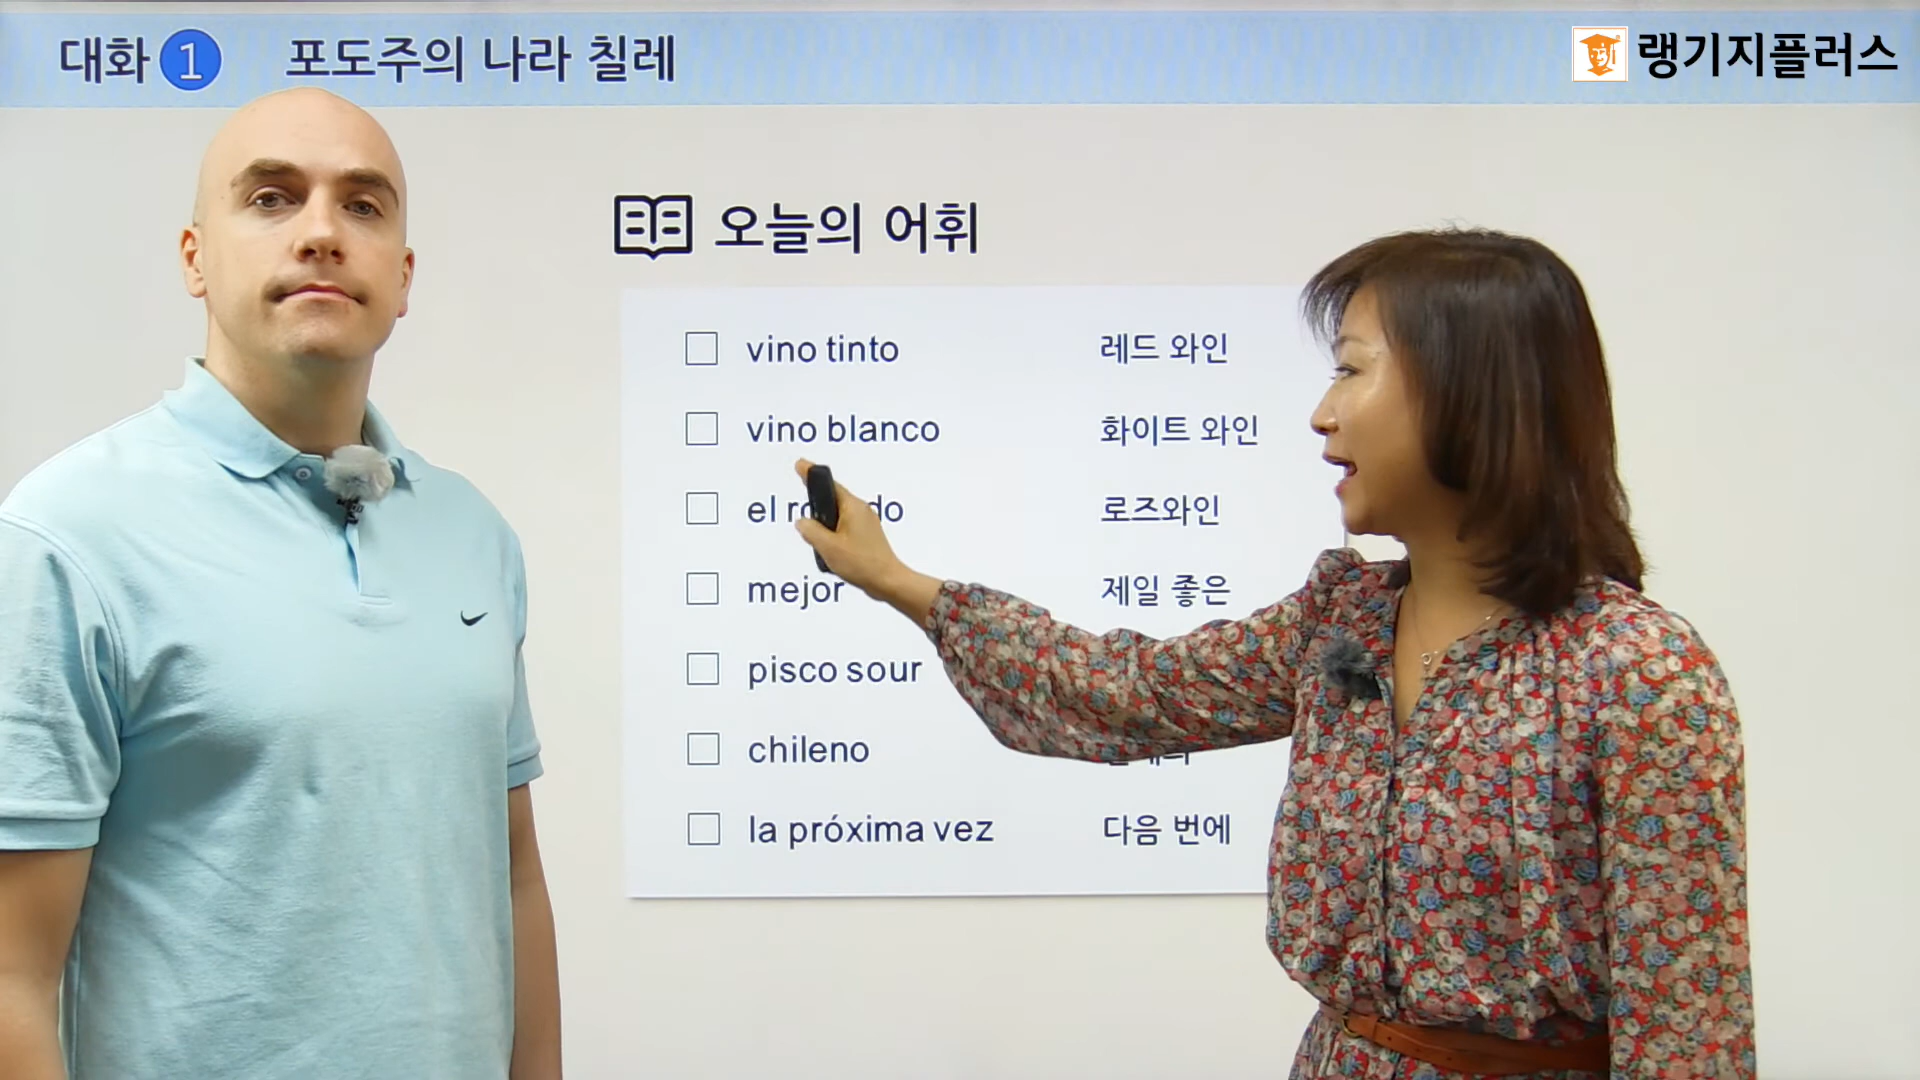 대화 1 포도주의 나라 칠레
랭기지플러스
오늘의 어휘
vino tinto 레드 와인
vino blanco 화이트 와인
el 로즈와인
mejor 제일 좋은
pisco sour
chileno
la próxima vez 다음 번에